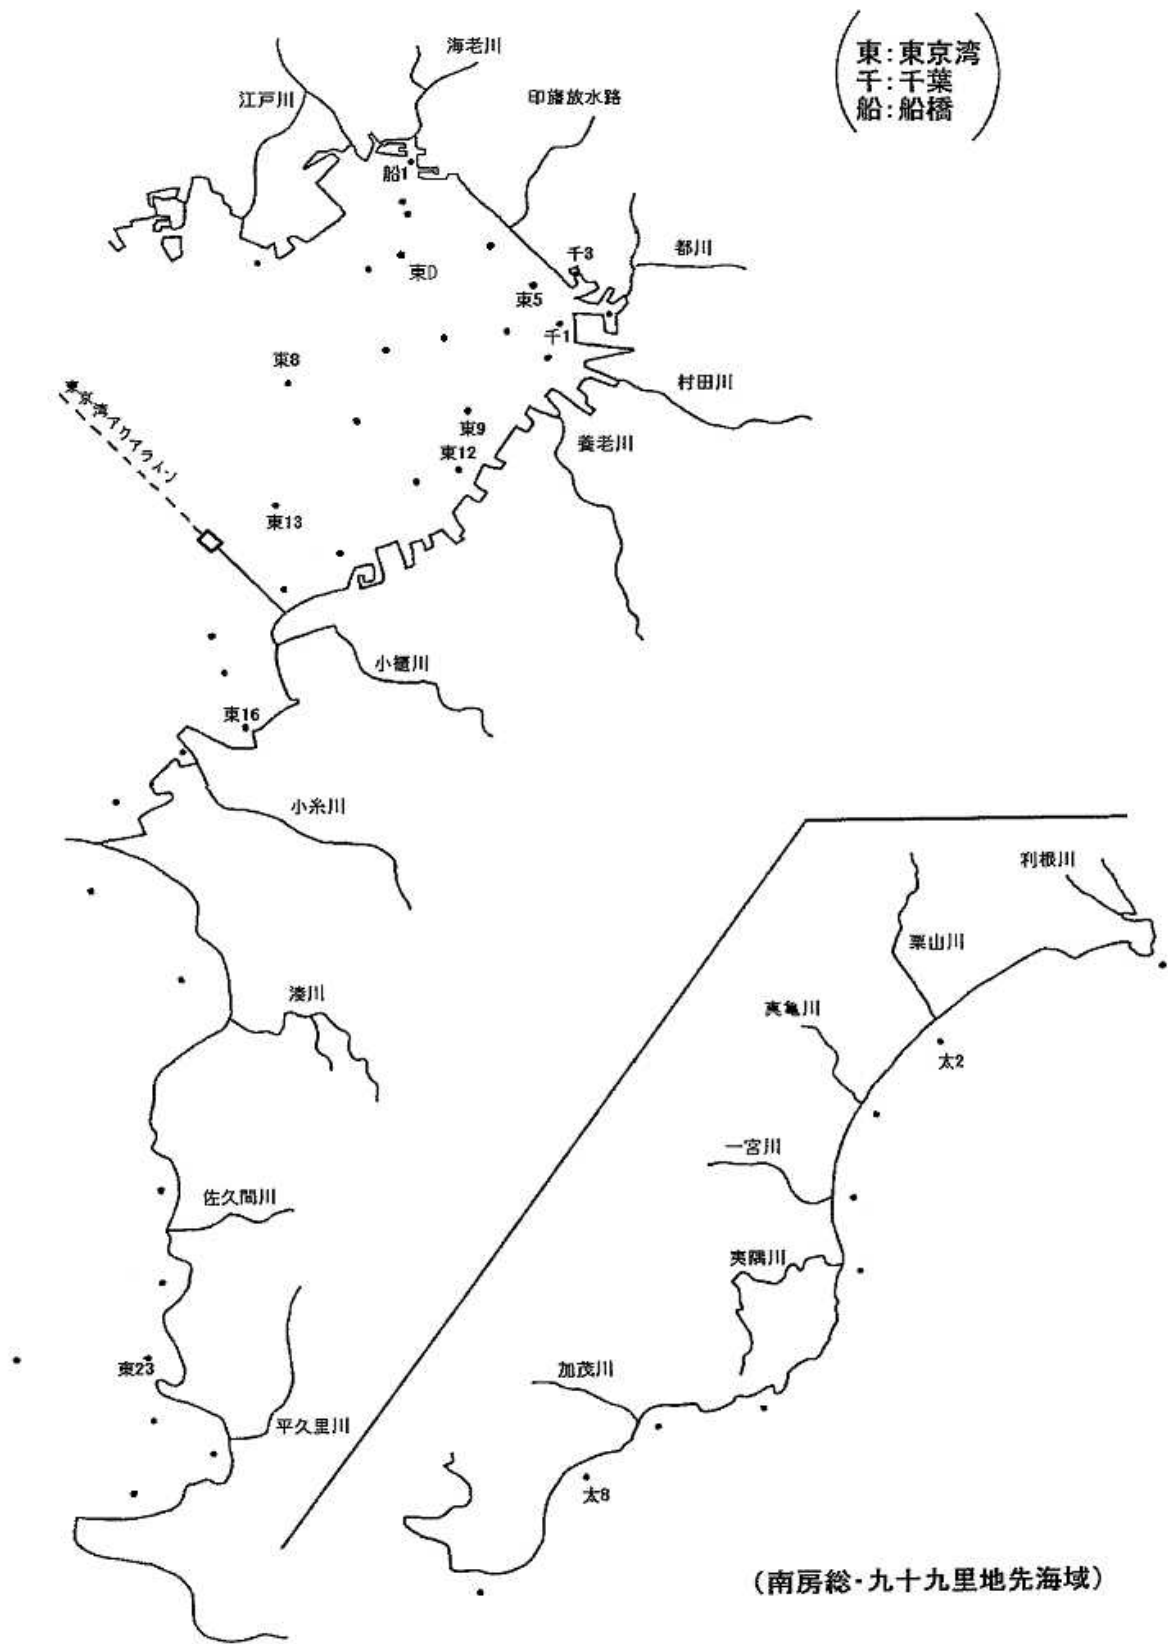 東:東京湾
千:千葉
船:船橋
海老川
江戸川
印旛放水路
船1
都川
千3
東D
東5
千1
東8
村田川
東京湾アクアライン
東9
養老川
東12
東13
小櫃川
東16
小糸川
利根川
栗山川
湊川
真亀川
太2
一宮川
佐久間川
夷隅川
東23
加茂川
平久里川
太8
(南房総・九十九里地先海域)